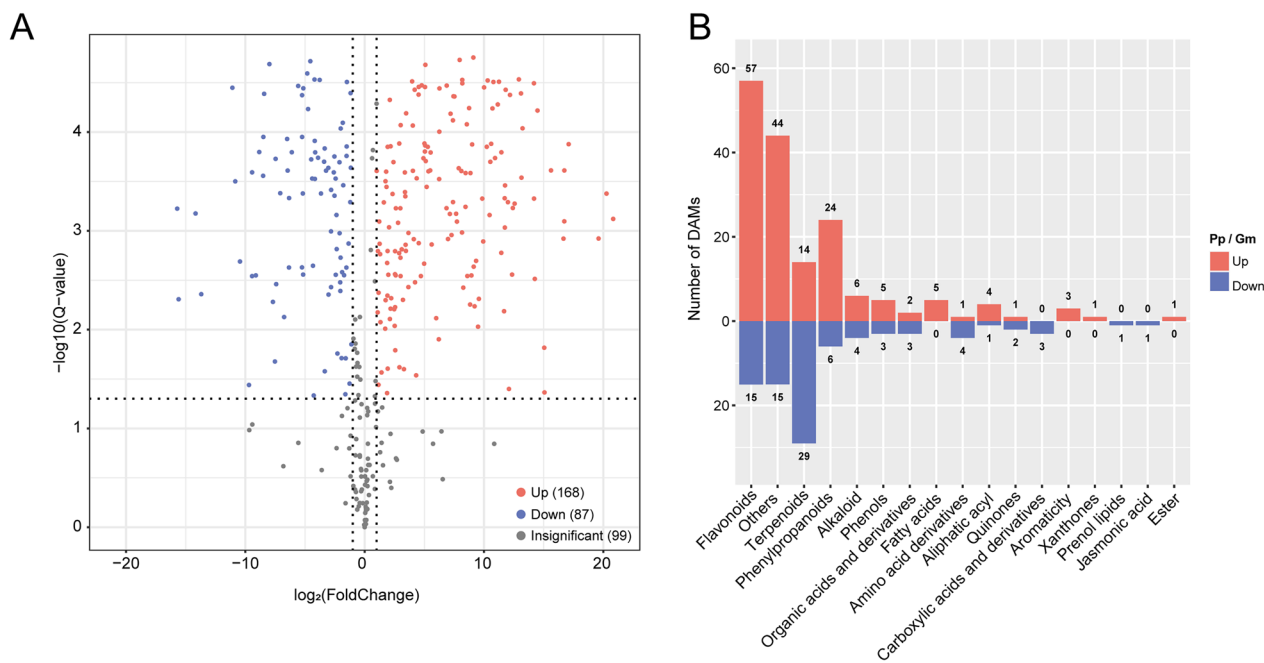 A
−log10(Q−value)
4
3
2
1
0
−20
−10
0
10
20
log₂(FoldChange)
Up (168)
Down (87)
Insignificant (99)
B
Number of DAMs
60
40
20
0
20
57
44
14
24
6
5
2
5
1
4
1
0
3
1
0
0
1
15
15
29
6
4
3
3
0
4
1
2
3
0
0
1
1
0
Flavonoids
Others
Terpenoids
Phenylpropanoids
Alkaloid
Phenols
Organic acids and derivatives
Fatty acids
Amino acid derivatives
Aliphatic acyl
Quinones
Carboxylic acids and derivatives
Aromaticity
Xanthones
Prenol lipids
Jasmonic acid
Ester
Pp / Gm
Up
Down